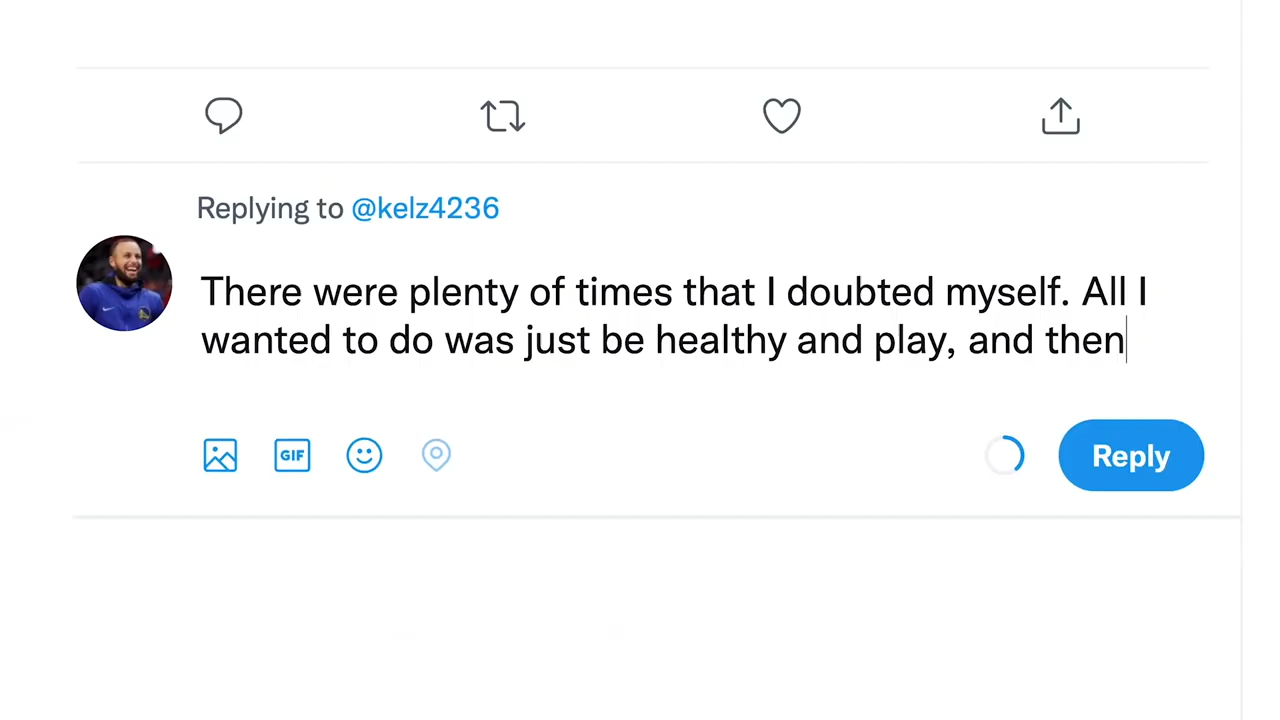 Replying to @kelz4236
There were plenty of times that I doubted myself. All I
wanted to do was just be healthy and play, and then
GIF
Reply